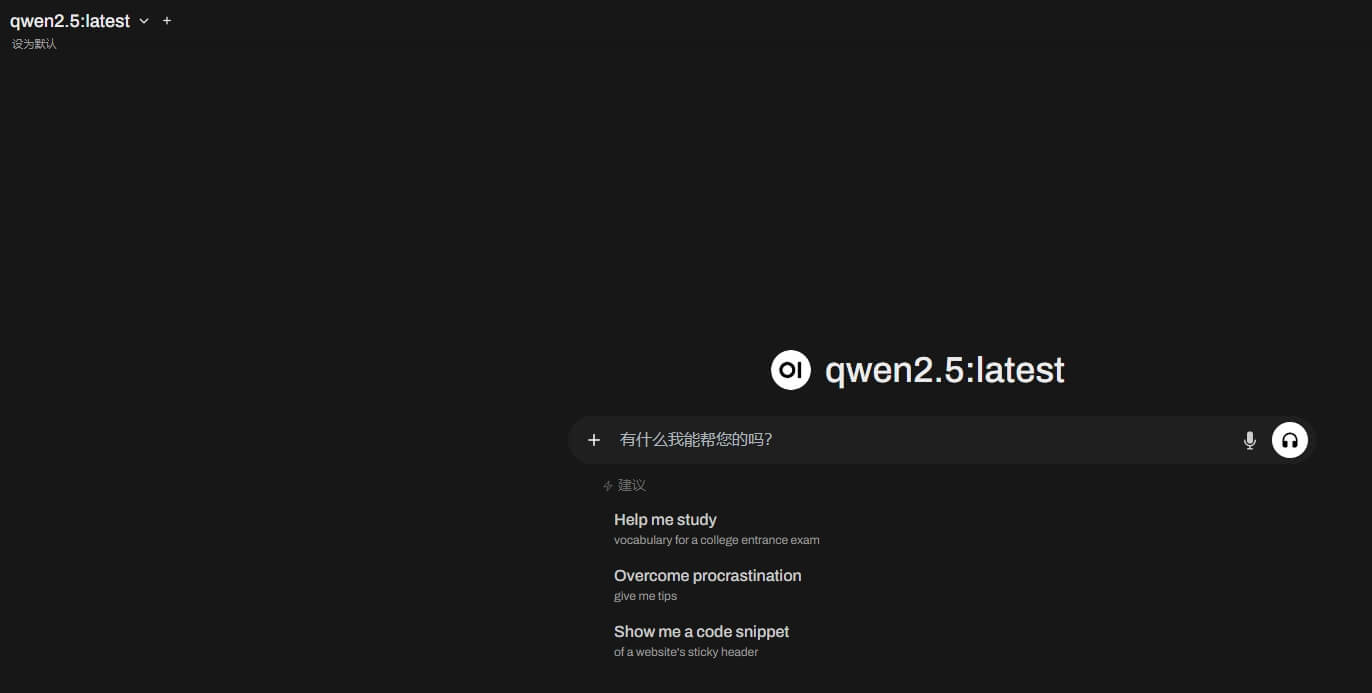 qwen2.5:latest
设为默认
OI qwen2.5:latest
有什么我能帮您的吗?
建议
Help me study
vocabulary for a college entrance exam
Overcome procrastination
give me tips
Show me a code snippet
of a website's sticky header